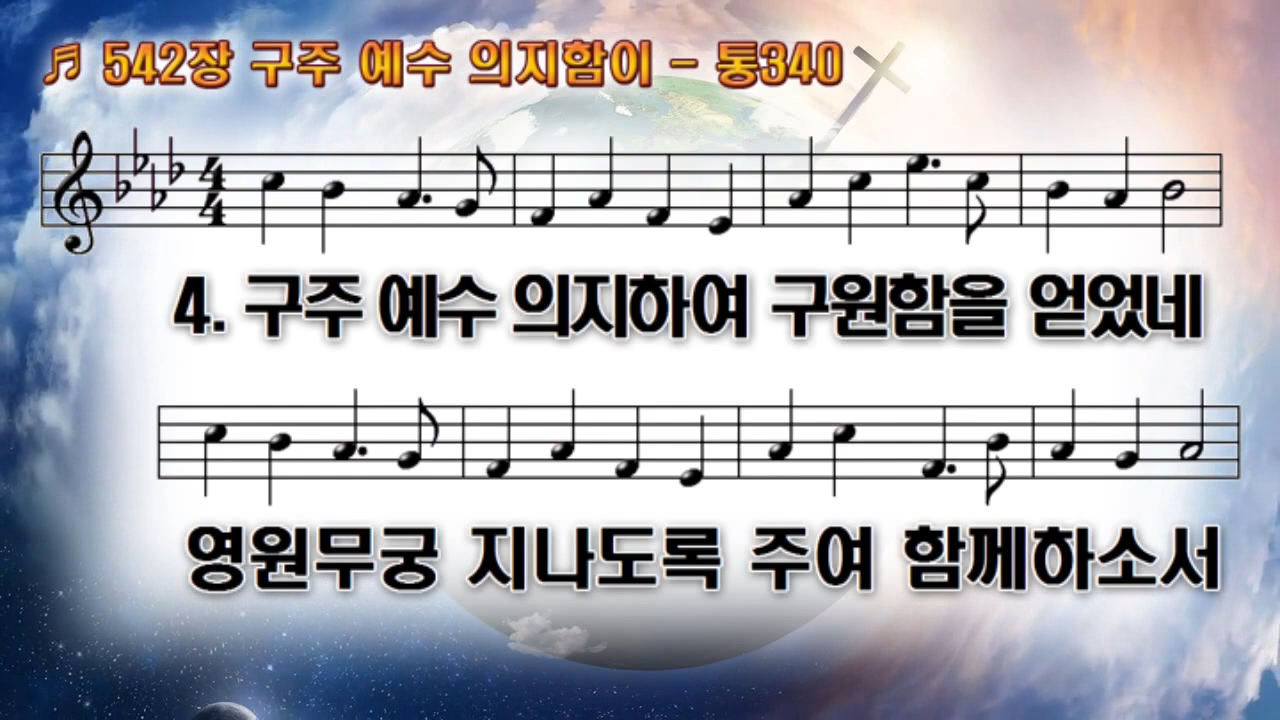 ♬ 542장 구주 예수 의지함이 - 통340
4. 구주 예수 의지하여 구원함을 얻었네
영원무궁 지나도록 주여 함께하소서